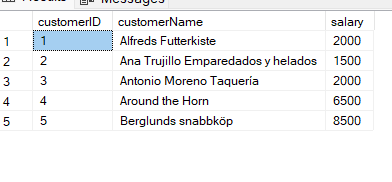 Messages
customerID customerName salary
1 1 Alfreds Futterkiste 2000
2 2 Ana Trujillo Emparedados y helados 1500
3 3 Antonio Moreno Taquería 2000
4 4 Around the Horn 6500
5 5 Berglunds snabbköp 8500